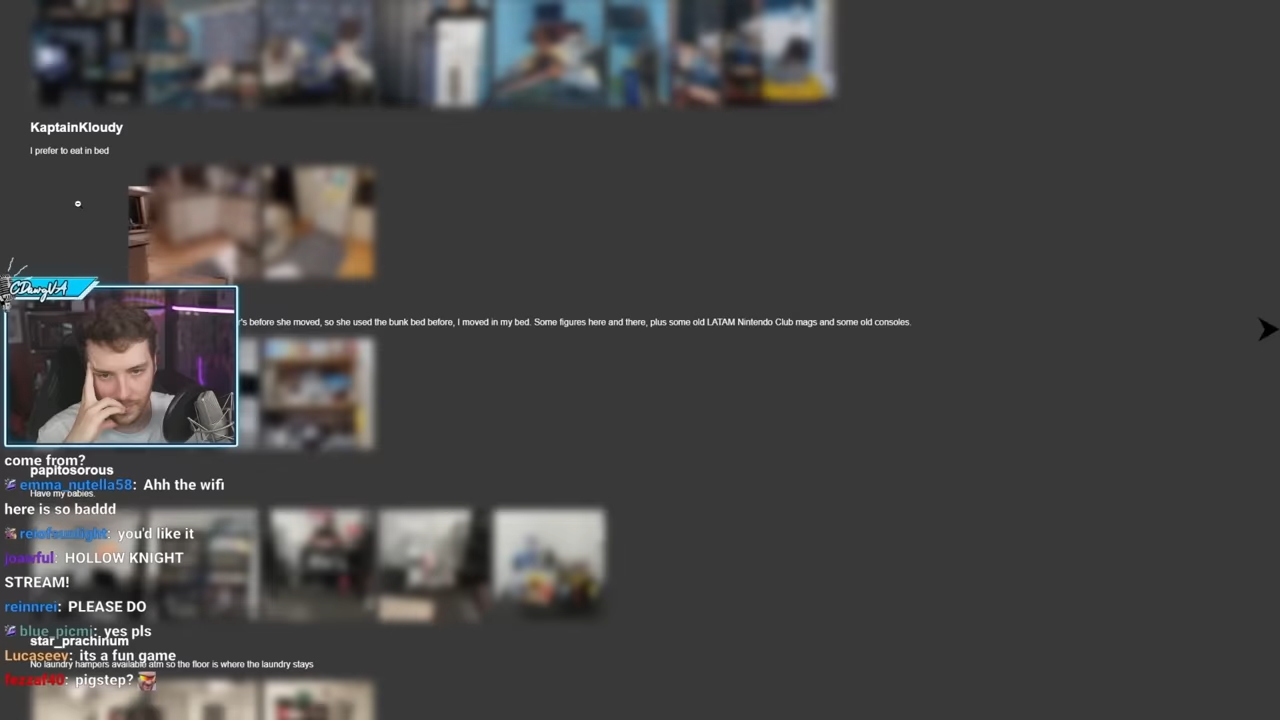 KaptainKloudy
I prefer to eat in bed
CDawgVA
r's before she moved, so she used the bunk bed before, I moved in my bed. Some figures here and there, plus some old LATAM Nintendo Club mags and some old consoles.
come from?
papitosorous
emma_nutella58: Ahh the wifi
Have my babies.
here is so baddd
you'd like it
joawful: HOLLOW KNIGHT
STREAM!
reinnrei: PLEASE DO
blue_picmi: yes pls
star_prachinum
Lucaseey: its a fun game
No laundry hampers available atm so the floor is where the laundry stays
fezaaf40: pigstep?